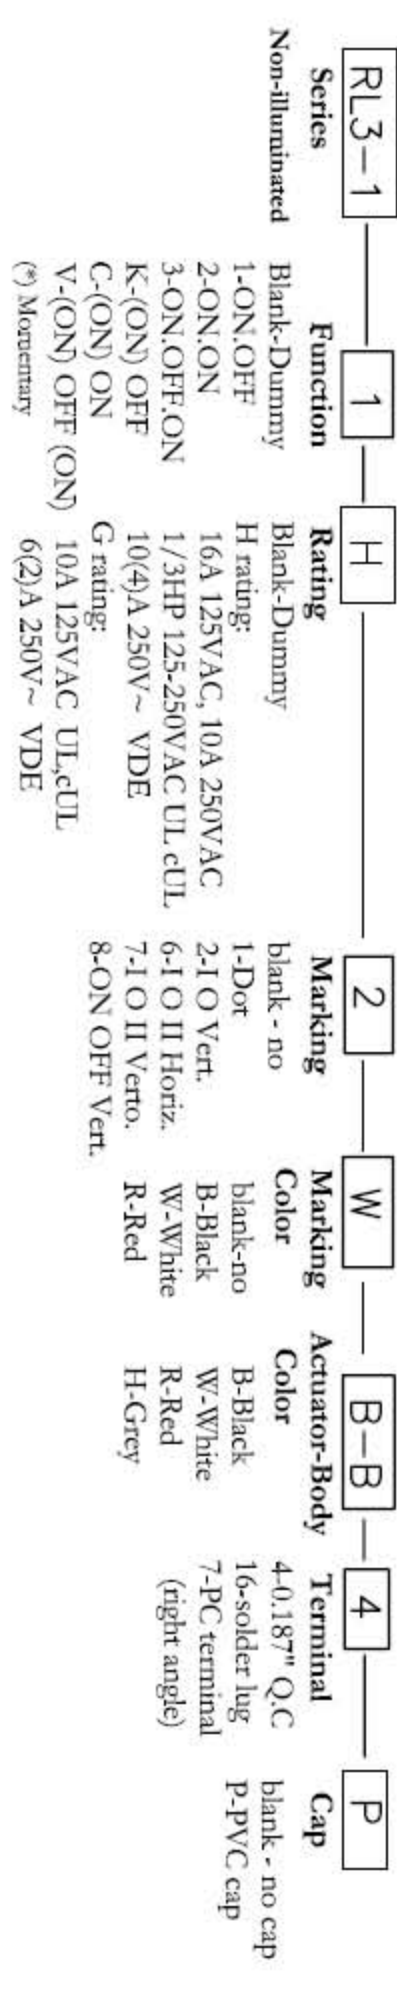 RL3-1
1
H
2
W
B-B
4
P
Series
Non-illuminated
Function
Blank-Dummy
1-ON.OFF
2-ON.ON
3-ON.OFF.ON
K-(ON) OFF
C-(ON) ON
V-(ON) OFF (ON)
(*) Momentary
Rating
Blank-Dummy
H rating:
16A 125VAC, 10A 250VAC
1/3HP 125-250VAC UL cUL
10(4)A 250V~ VDE
G rating:
10A 125VAC UL,cUL
6(2)A 250V~ VDE
Marking
blank - no
1-Dot
2-I O Vert.
6-I O II Horiz.
7-I O II Verto.
8-ON OFF Vert.
Marking
Color
blank-no
B-Black
W-White
R-Red
Actuator-Body
Color
B-Black
W-White
R-Red
H-Grey
Terminal
4-0.187" Q.C
16-solder lug
7-PC terminal
(right angle)
Cap
blank - no cap
P-PVC cap